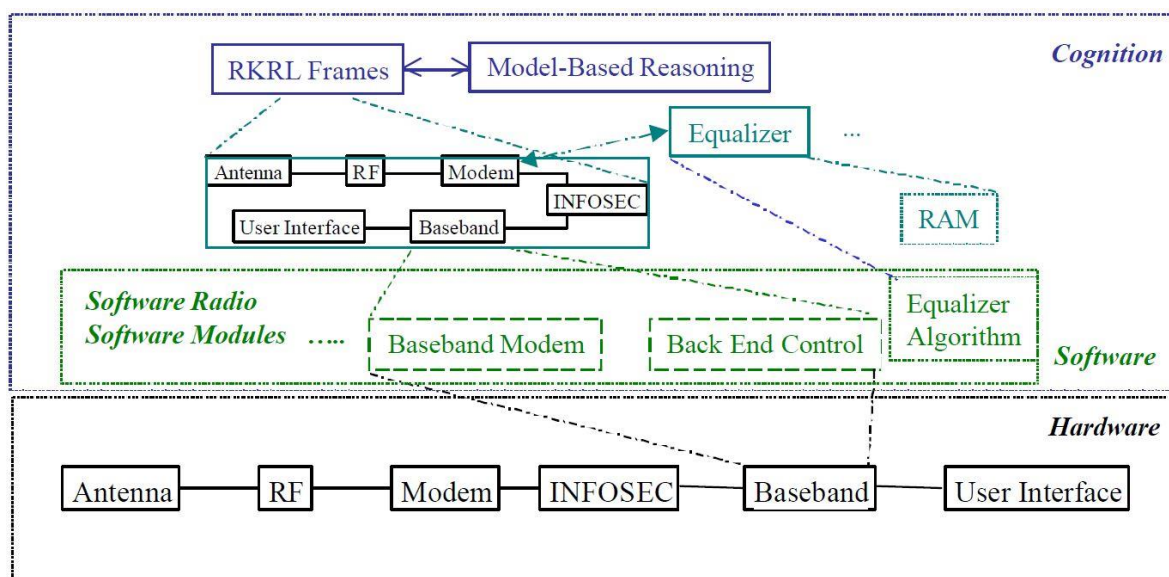 Cognition
RKRL Frames
Model-Based Reasoning
Equalizer ...
Antenna
RF
Modem
INFOSEC
User Interface
Baseband
RAM
Software Radio
Software Modules .....
Baseband Modem
Back End Control
Equalizer
Algorithm
Software
Hardware
Antenna
RF
Modem
INFOSEC
Baseband
User Interface